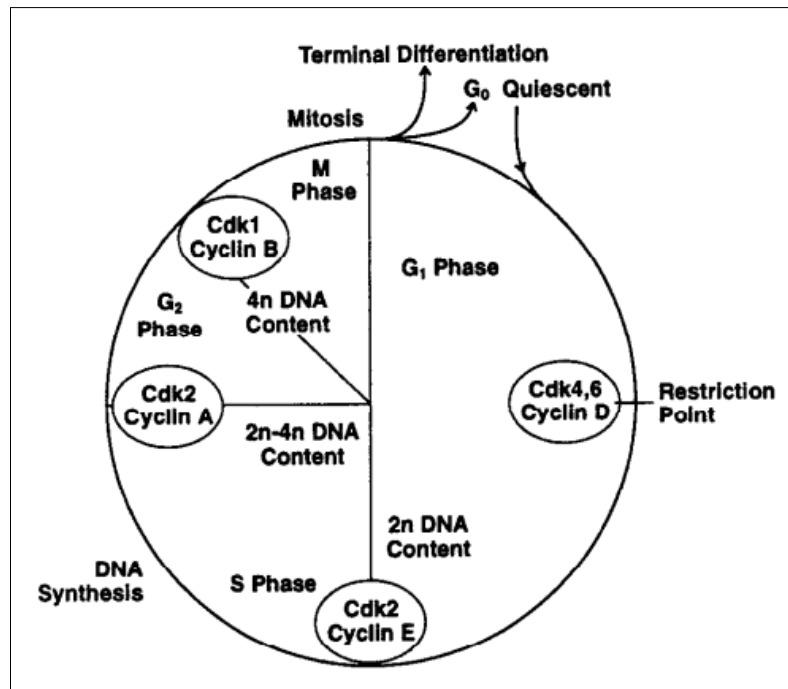 Terminal Differentiation
G₀ Quiescent
Mitosis
M
Phase
Cdk1
Cyclin B
G₁ Phase
G₂
Phase
4n DNA
Content
Cdk2
Cyclin A
Cdk4,6
Cyclin D
Restriction
Point
2n-4n DNA
Content
2n DNA
Content
DNA
Synthesis
S Phase
Cdk2
Cyclin E